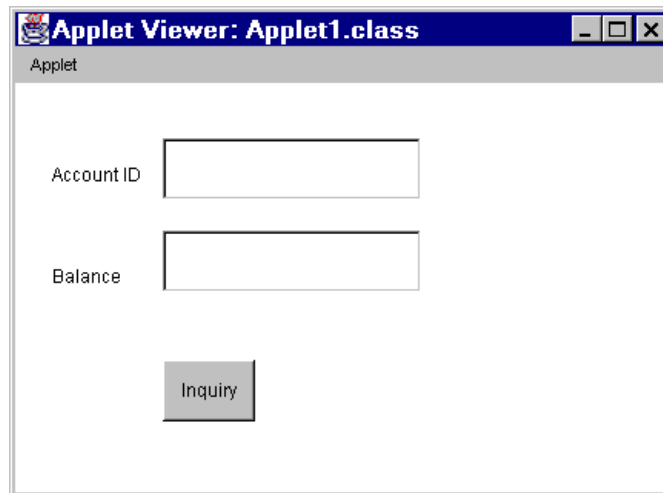 Applet Viewer: Applet1.class
Applet
Account ID
Balance
Inquiry